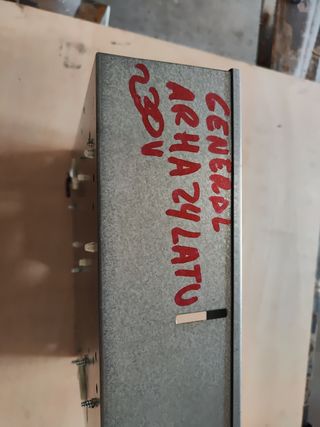 GENERAL
ARHA24LATU
~230V